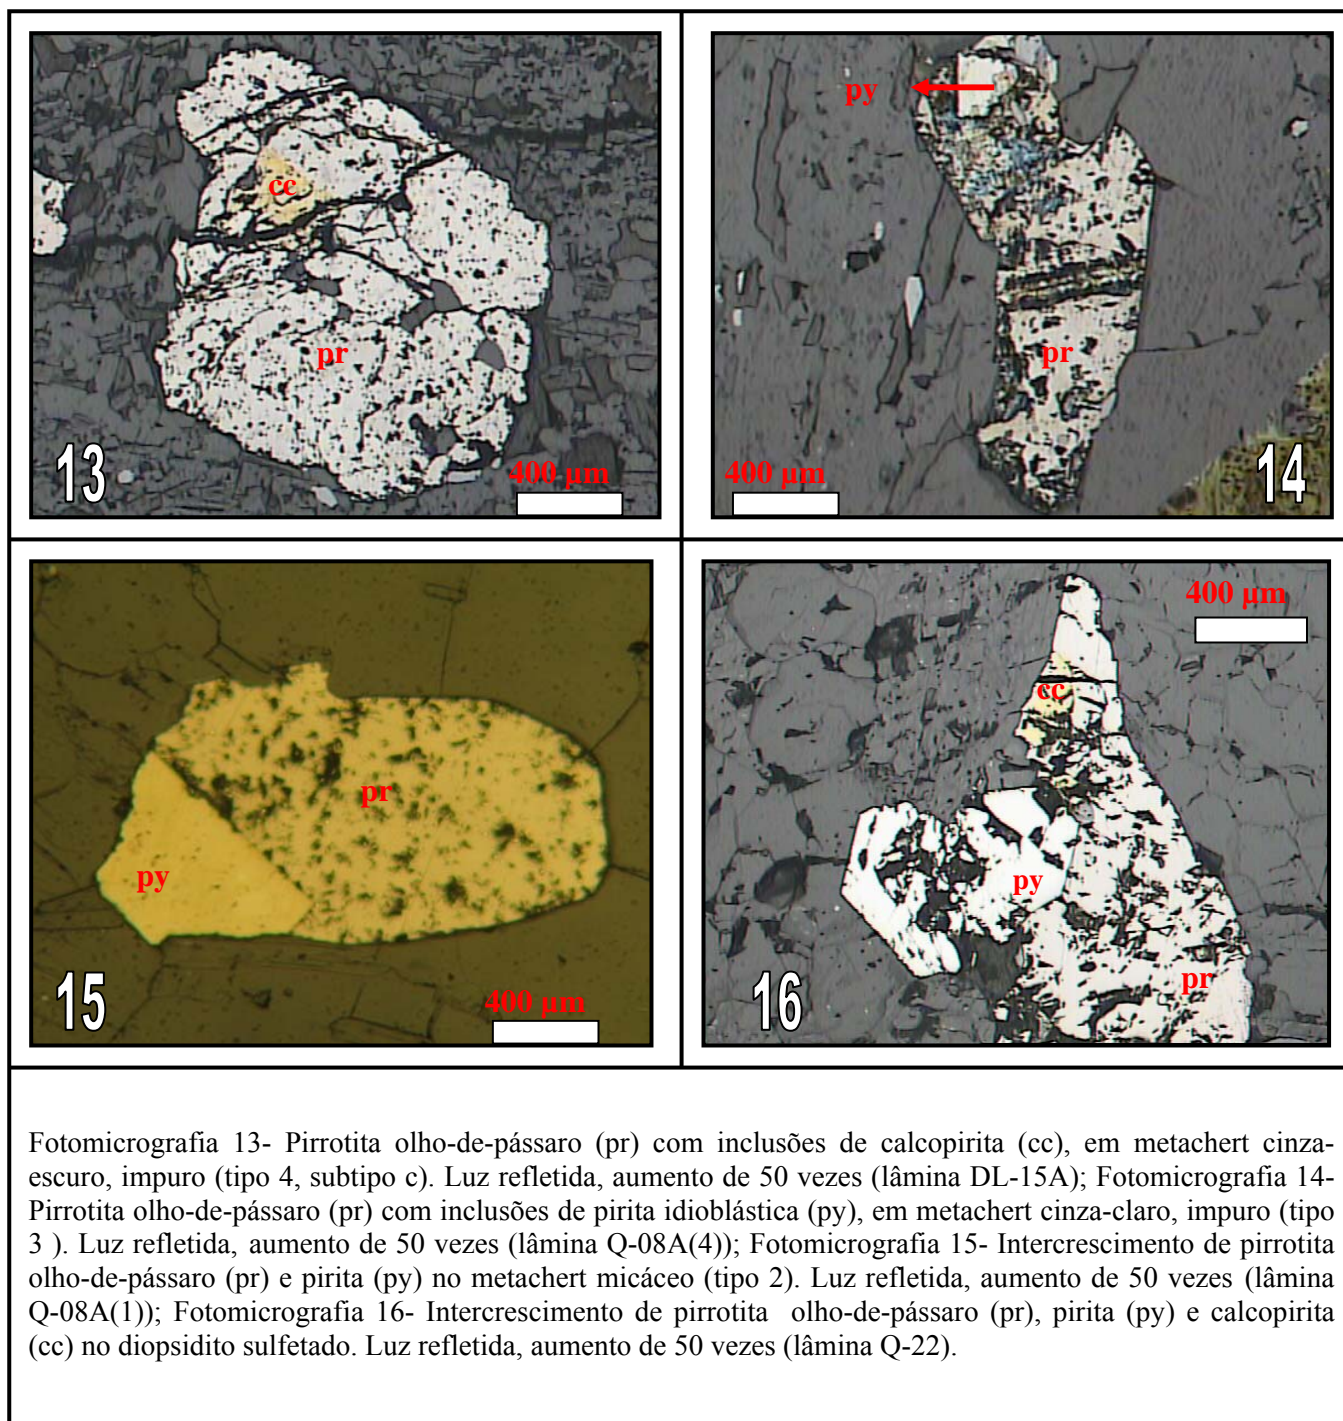 cc
pr
13
400 µm
py
pr
400 µm
14
pr
py
15
400 µm
400 µm
cc
py
pr
16
Fotomicrografia 13- Pirrotita olho-de-pássaro (pr) com inclusões de calcopirita (cc), em metachert cinza-
escuro, impuro (tipo 4, subtipo c). Luz refletida, aumento de 50 vezes (lâmina DL-15A); Fotomicrografia 14-
Pirrotita olho-de-pássaro (pr) com inclusões de pirita idioblástica (py), em metachert cinza-claro, impuro (tipo
3 ). Luz refletida, aumento de 50 vezes (lâmina Q-08A(4)); Fotomicrografia 15- Intercrescimento de pirrotita
olho-de-pássaro (pr) e pirita (py) no metachert micáceo (tipo 2). Luz refletida, aumento de 50 vezes (lâmina
Q-08A(1)); Fotomicrografia 16- Intercrescimento de pirrotita olho-de-pássaro (pr), pirita (py) e calcopirita
(cc) no diopsidito sulfetado. Luz refletida, aumento de 50 vezes (lâmina Q-22).